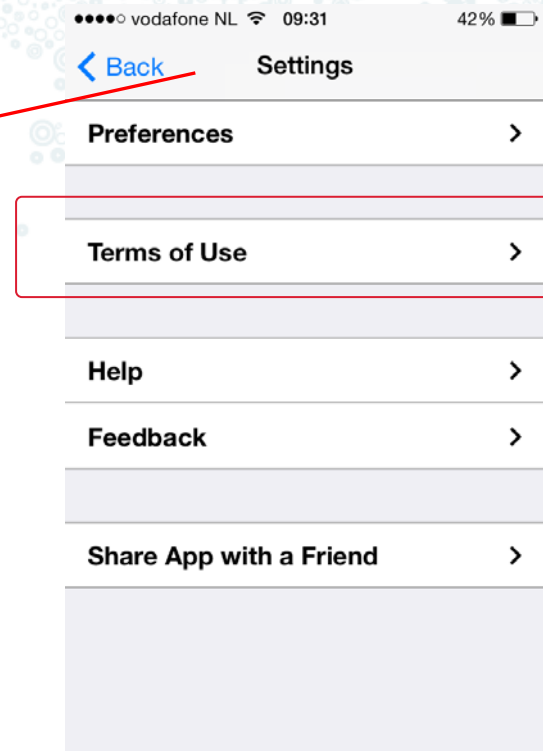 vodafone NL 09:31 42%
Back Settings
Preferences
Terms of Use
Help
Feedback
Share App with a Friend